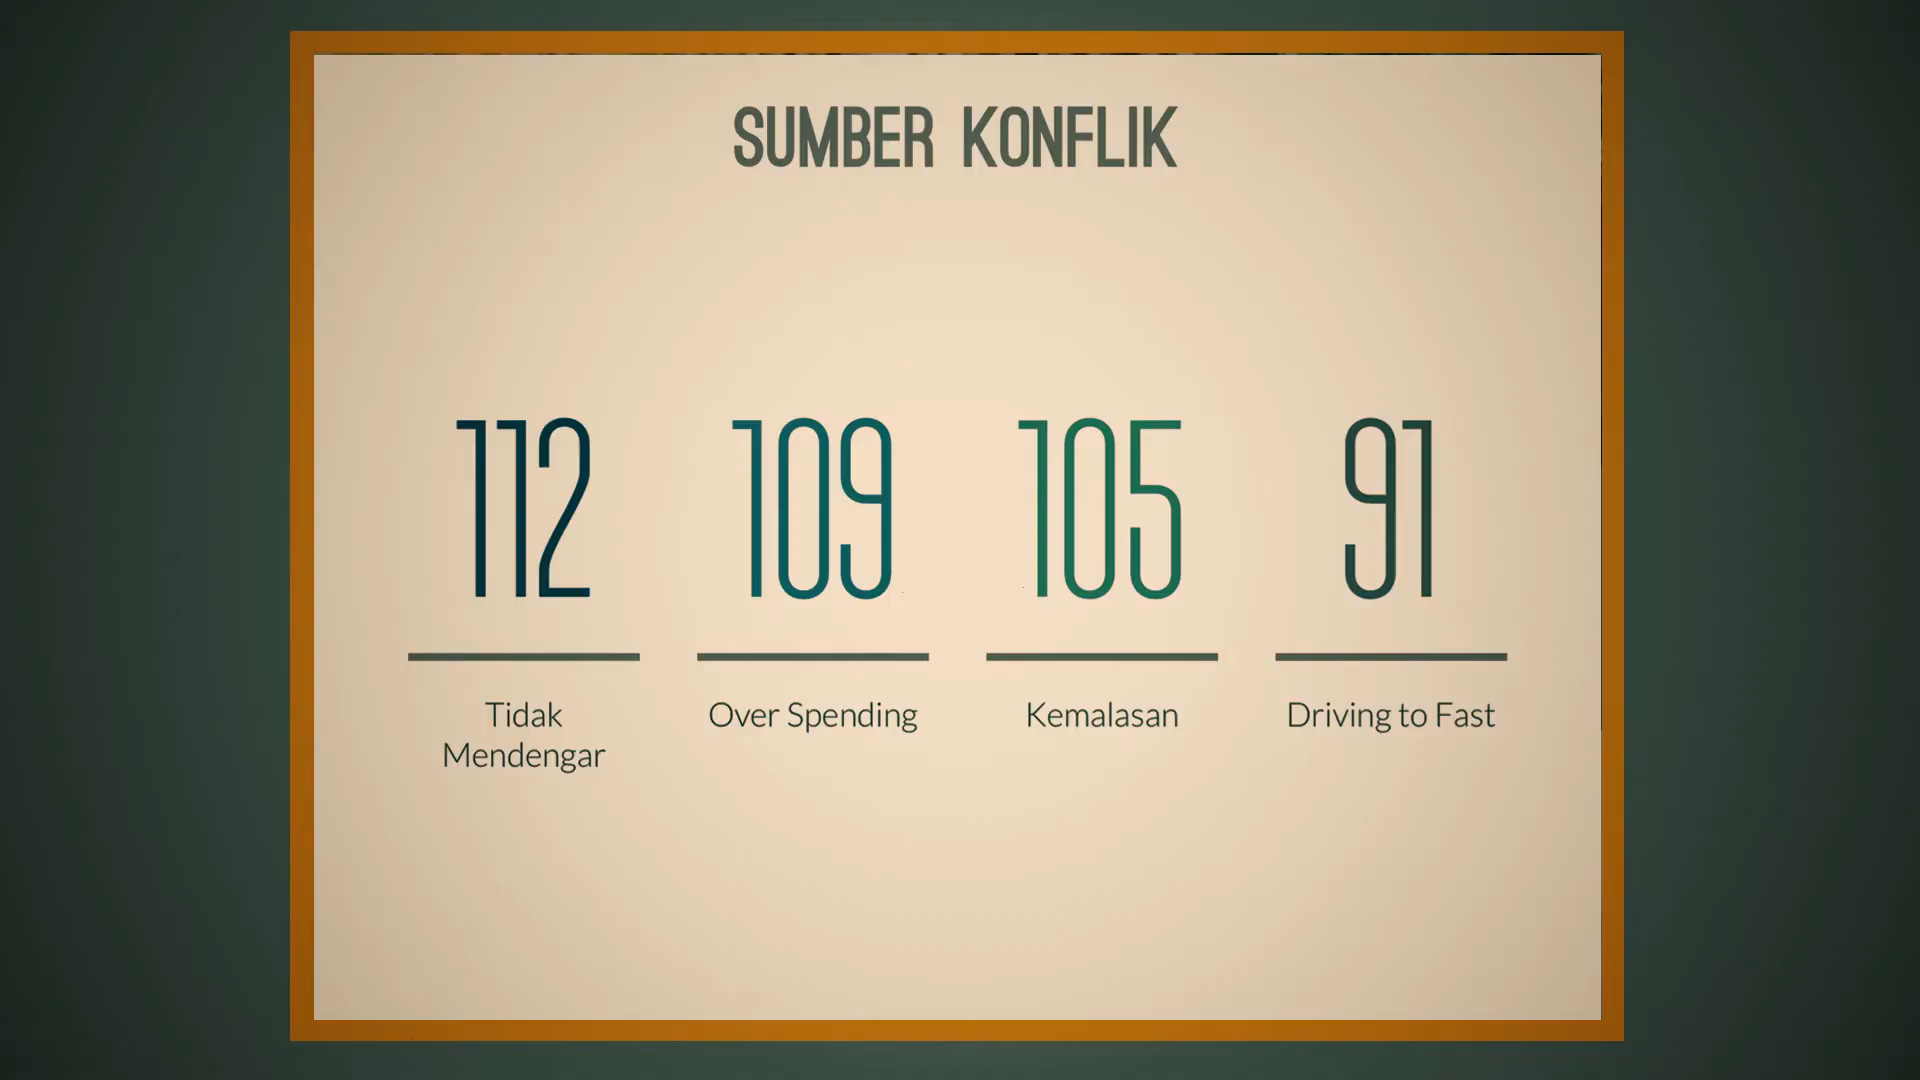 SUMBER KONFLIK
112
109
105
91
Tidak
Mendengar
Over Spending
Kemalasan
Driving to Fast